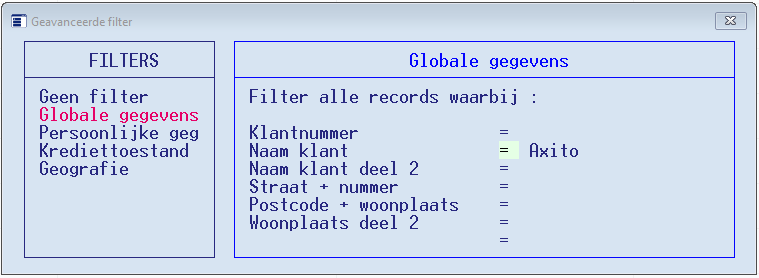 Geavanceerde filter
FILTERS
Geen filter
Globale gegevens
Persoonlijke geg
Krediettoestand
Geografie
Globale gegevens
Filter alle records waarbij :
Klantnummer =
Naam klant = Axito
Naam klant deel 2 =
Straat + nummer =
Postcode + woonplaats =
Woonplaats deel 2 =
=